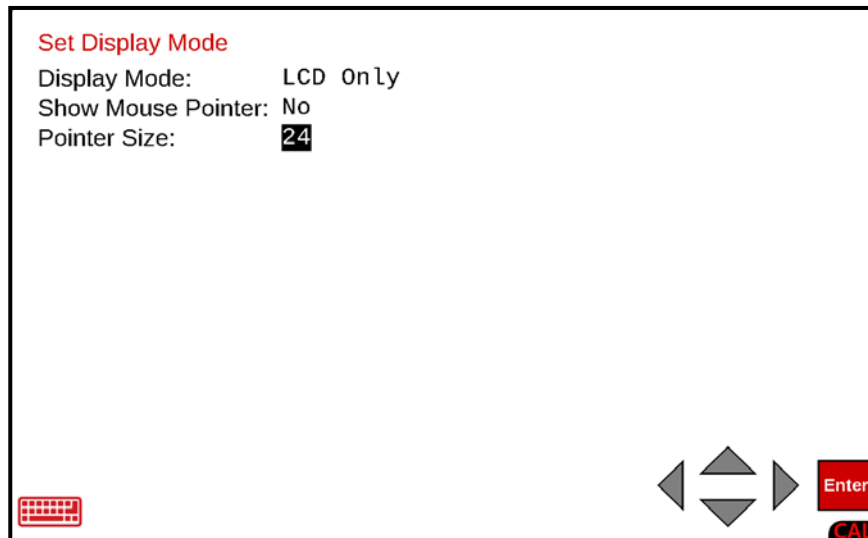 Set Display Mode
Display Mode: LCD Only
Show Mouse Pointer: No
Pointer Size: 24
Enter